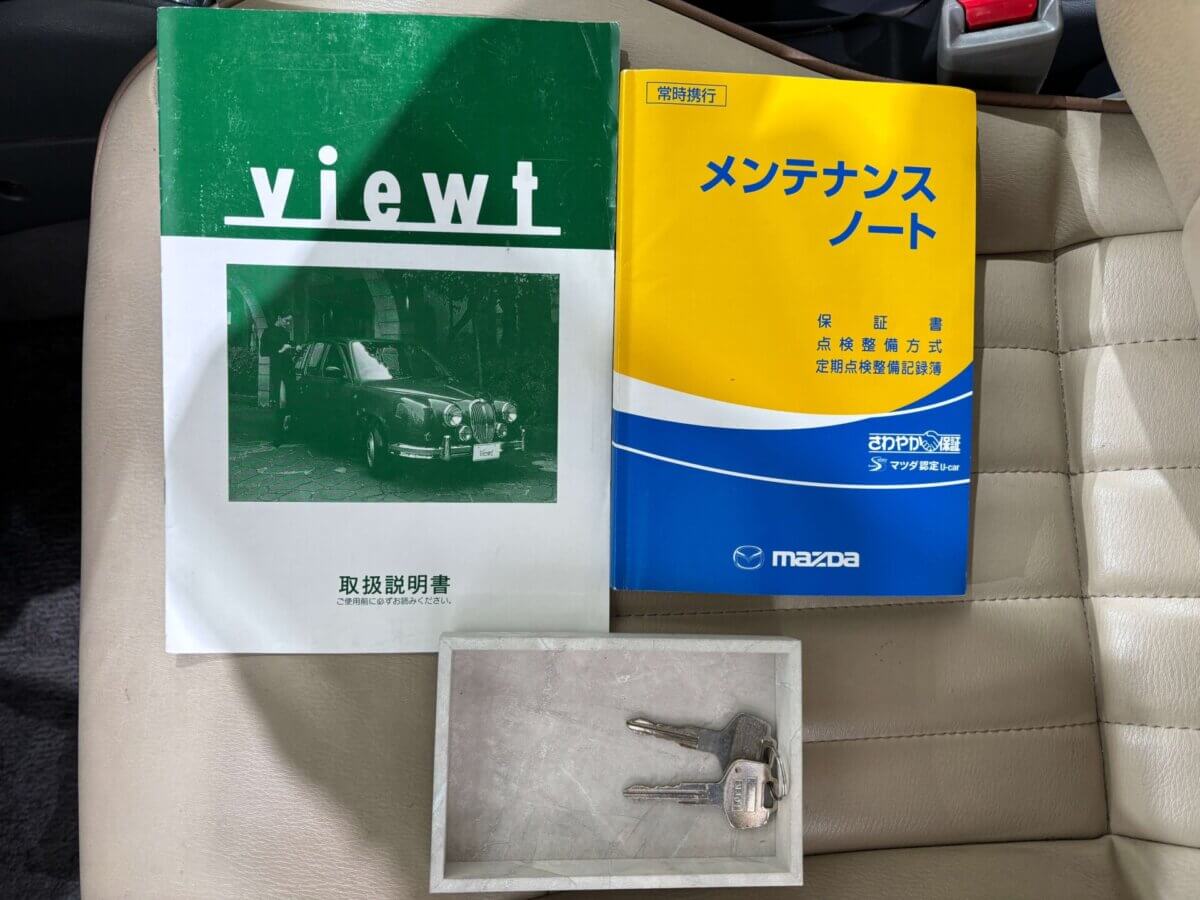 viewt
Viewt
取扱説明書
ご使用前に必ずお読みください。
常時携行
メンテナンス
ノート
保証書
点検整備方式
定期点検整備記録簿
さわやか保証
マツダ認定U-car
mazda